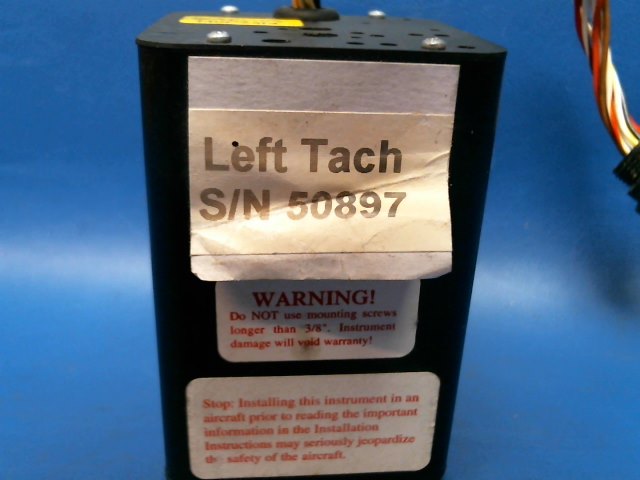 Left Tach
S/N 50897
WARNING!
Do NOT use mounting screws
longer than 3/8". Instrument
damage will void warranty!
Stop: Installing this instrument in an
aircraft prior to reading the important
information in the Installation
Instructions may seriously jeopardize
the safety of the aircraft.